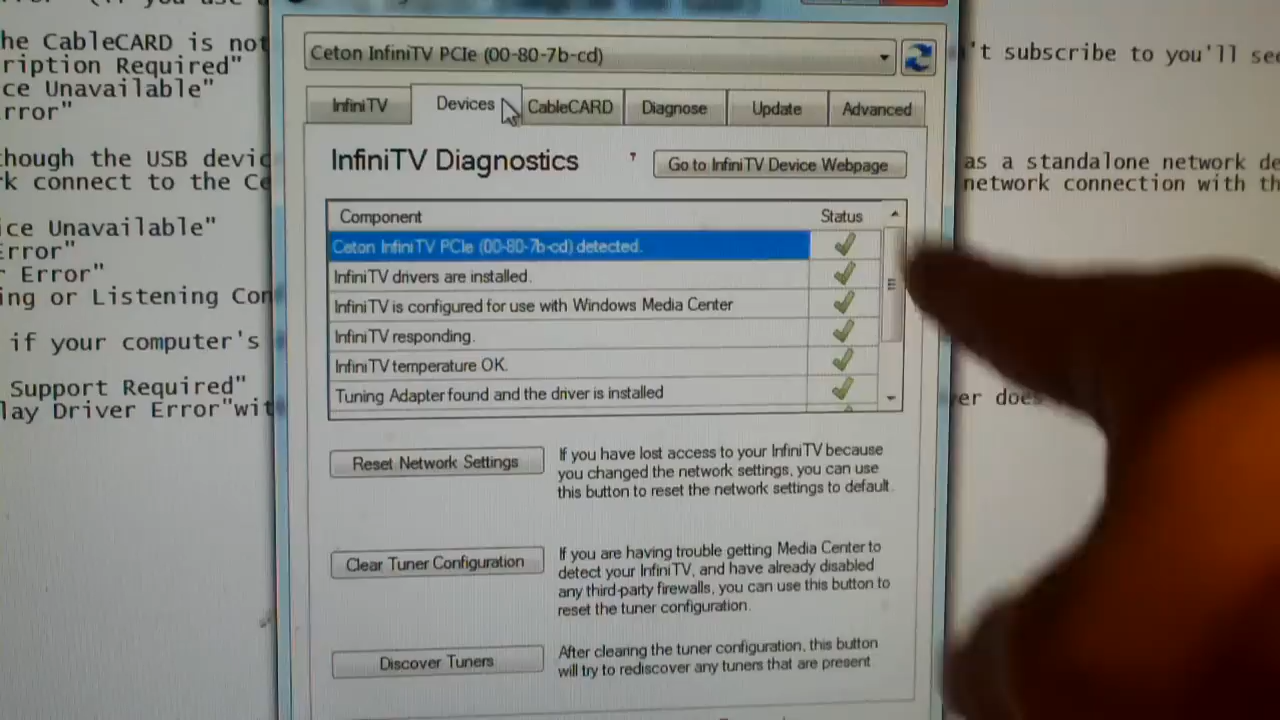 he CableCARD is not
't subscribe to you'll see
ription Required"
ce Unavailable"
rror"
hough the USB devic
as a standalone network de
rk connect to the Ce
network connection with th
ice Unavailable"
Error"
r Error"
ing or Listening Con
if your computer's
Support Required"
lay Driver Error"wit
er does
Ceton InfiniTV PCIe (00-80-7b-cd)
InfiniTV
Devices
CableCARD
Diagnose
Update
Advanced
InfiniTV Diagnostics
Go to InfiniTV Device Webpage
Component Status
Ceton InfiniTV PCIe (00-80-7b-cd) detected.
InfiniTV drivers are installed.
InfiniTV is configured for use with Windows Media Center
InfiniTV responding.
InfiniTV temperature OK.
Tuning Adapter found and the driver is installed
Reset Network Settings
If you have lost access to your InfiniTV because
you changed the network settings, you can use
this button to reset the network settings to default.
Clear Tuner Configuration
If you are having trouble getting Media Center to
detect your InfiniTV, and have already disabled
any third-party firewalls, you can use this button to
reset the tuner configuration.
Discover Tuners
After clearing the tuner configuration, this button
will try to rediscover any tuners that are present